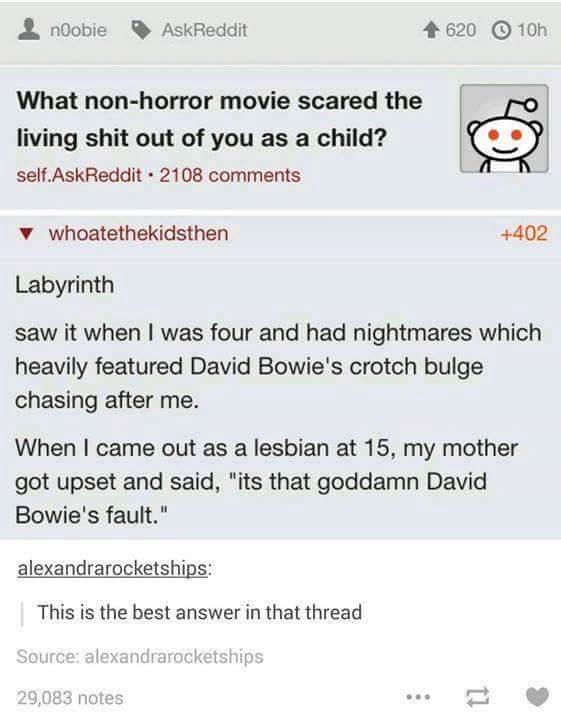 n0obie AskReddit 620 10h
What non-horror movie scared the
living shit out of you as a child?
self.AskReddit • 2108 comments
whoatethekidsthen +402
Labyrinth
saw it when I was four and had nightmares which
heavily featured David Bowie's crotch bulge
chasing after me.
When I came out as a lesbian at 15, my mother
got upset and said, "its that goddamn David
Bowie's fault."
alexandrarocketships:
This is the best answer in that thread
Source: alexandrarocketships
29,083 notes